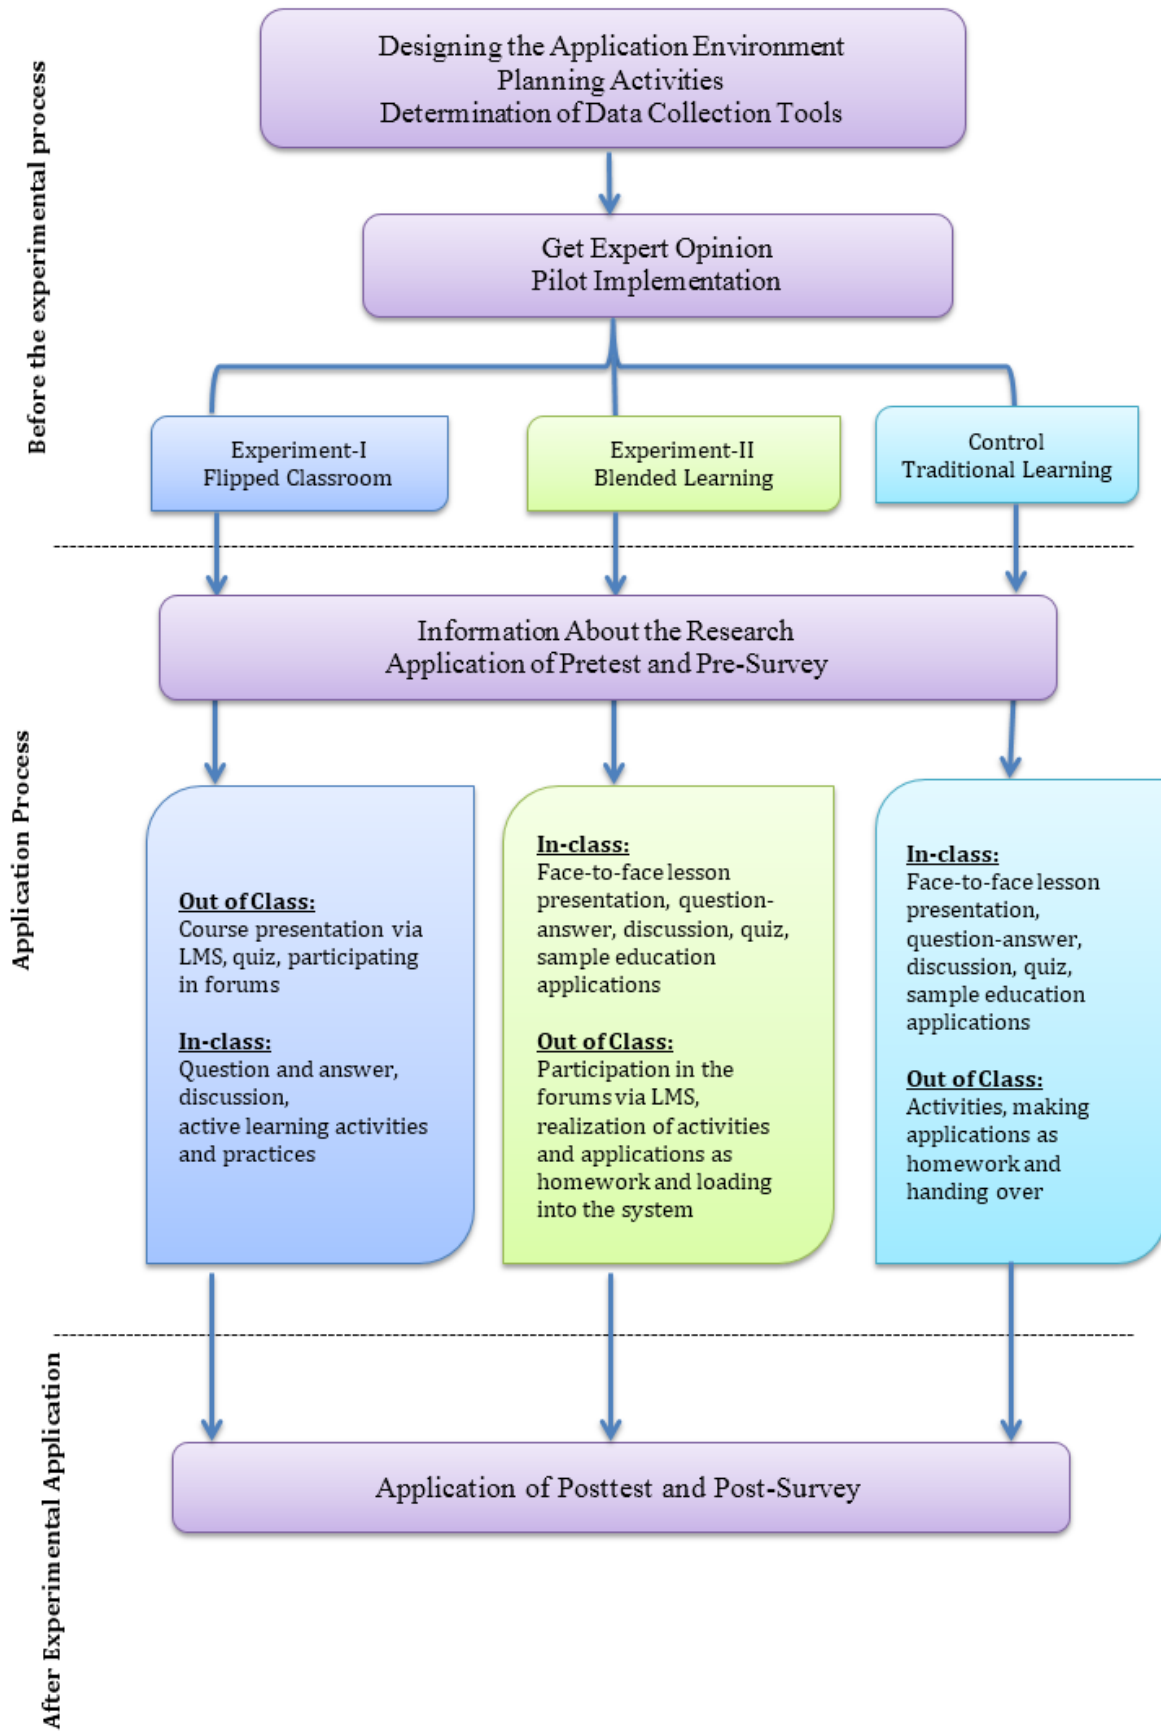 Before the experimental process
Designing the Application Environment
Planning Activities
Determination of Data Collection Tools
Get Expert Opinion
Pilot Implementation
Experiment-I
Flipped Classroom
Experiment-II
Blended Learning
Control
Traditional Learning
Application Process
Information About the Research
Application of Pretest and Pre-Survey
Out of Class:
Course presentation via
LMS, quiz, participating
in forums
In-class:
Question and answer,
discussion,
active learning activities
and practices
In-class:
Face-to-face lesson
presentation, question-
answer, discussion, quiz,
sample education
applications
Out of Class:
Participation in the
forums via LMS,
realization of activities
and applications as
homework and loading
into the system
In-class:
Face-to-face lesson
presentation,
question-answer,
discussion, quiz,
sample education
applications
Out of Class:
Activities, making
applications as
homework and
handing over
After Experimental Application
Application of Posttest and Post-Survey